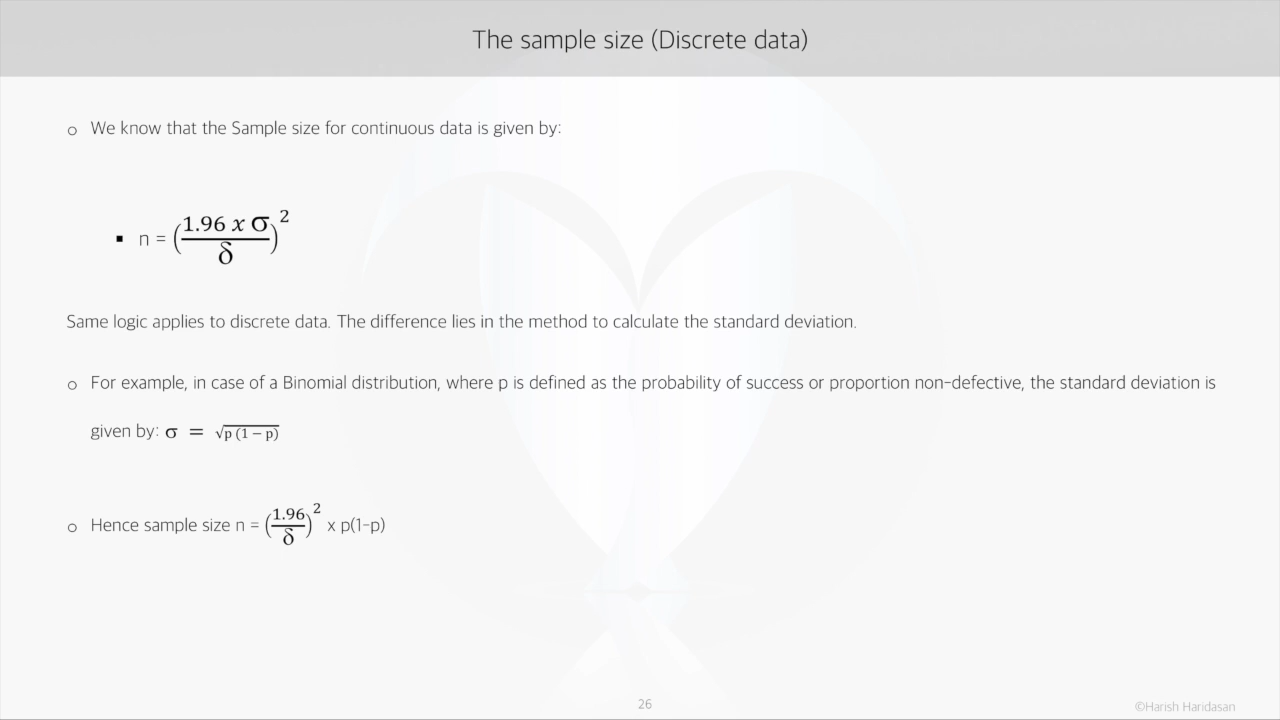 The sample size (Discrete data)
o We know that the Sample size for continuous data is given by:
▪ n = (1.96 x σ / δ)²
Same logic applies to discrete data. The difference lies in the method to calculate the standard deviation.
o For example, in case of a Binomial distribution, where p is defined as the probability of success or proportion non-defective, the standard deviation is
given by: σ = √p (1 − p)
o Hence sample size n = (1.96 / δ)² x p(1-p)
26
©Harish Haridasan